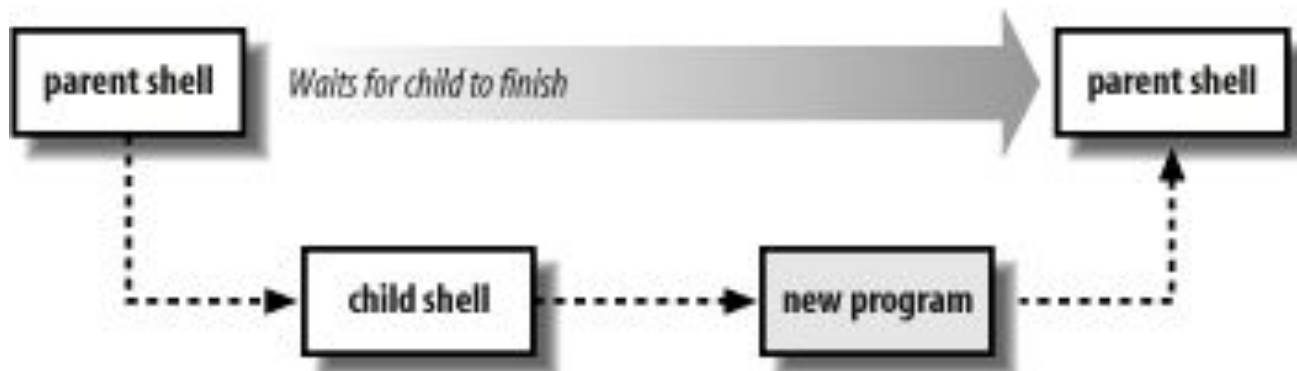 parent shell
Waits for child to finish
parent shell
child shell
new program